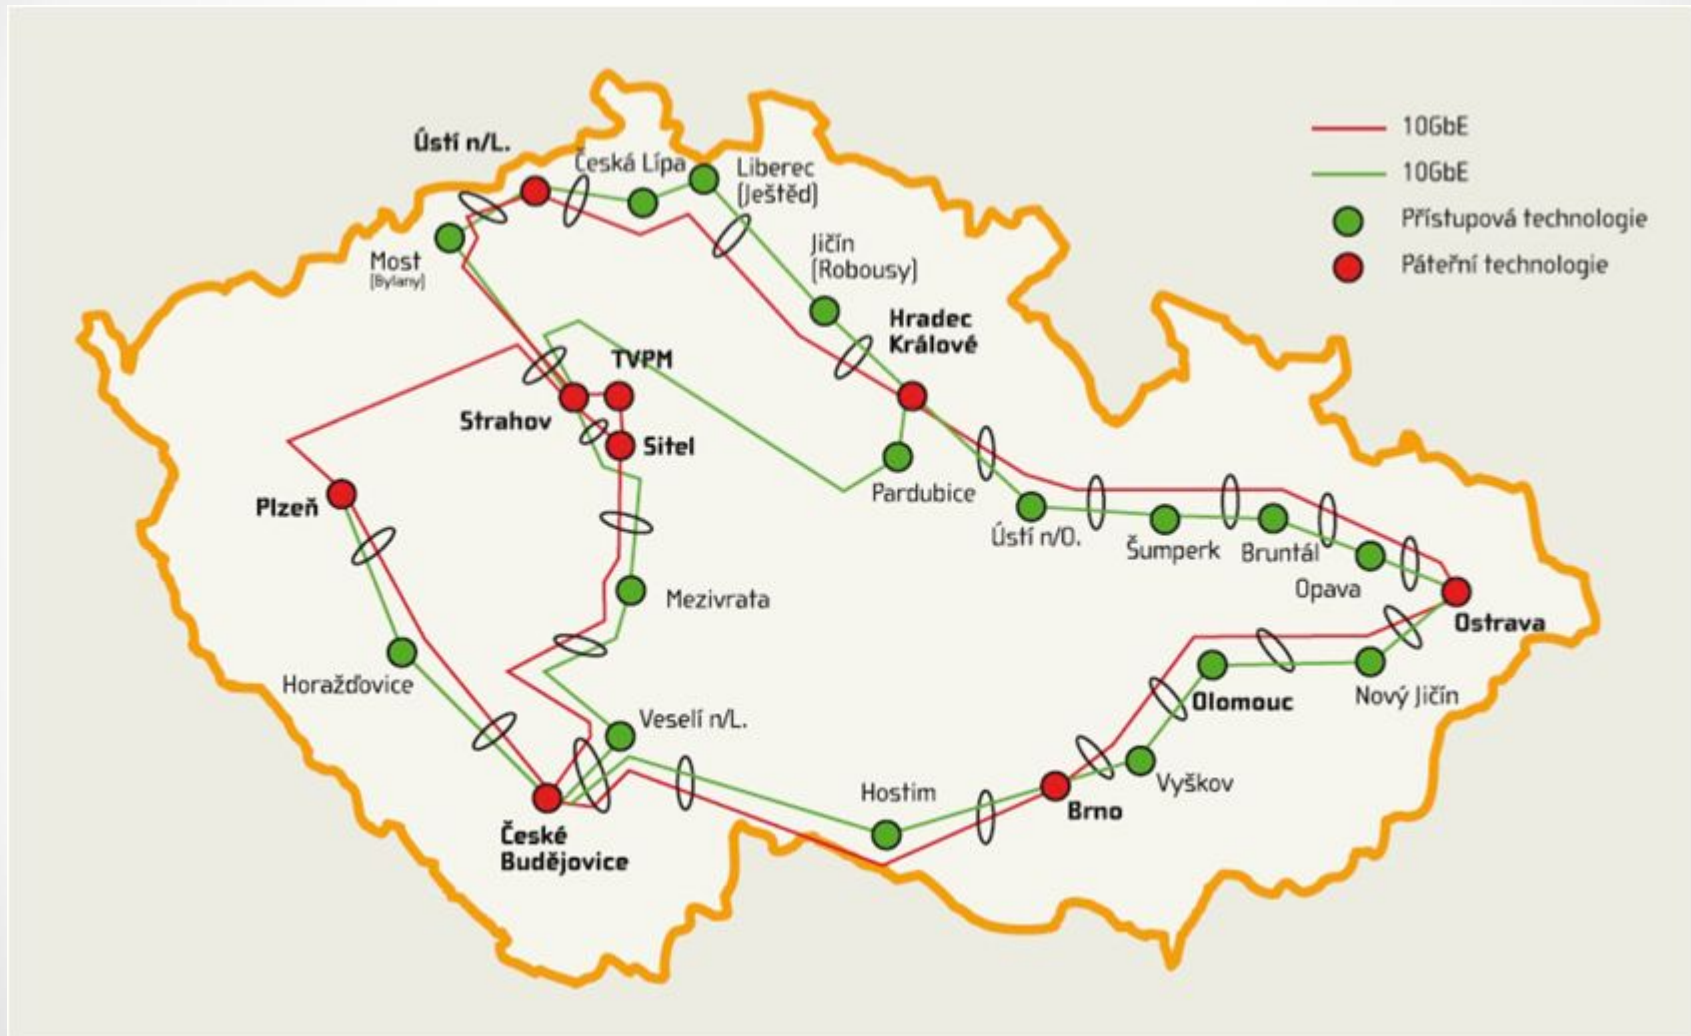 Ústí n/L.
Česká Lípa
Liberec
(Ještěd)
Most
(Bylany)
Jičín
(Robousy)
Hradec
Králové
TVPM
Strahov
Sitel
Plzeň
Pardubice
Ústí n/O.
Šumperk
Bruntál
Opava
Ostrava
Mezivrata
Horažďovice
Olomouc
Nový Jičín
Veselí n/L.
Vyškov
Hostim
Brno
České
Budějovice
10GbE
10GbE
Přístupová technologie
Páteřní technologie